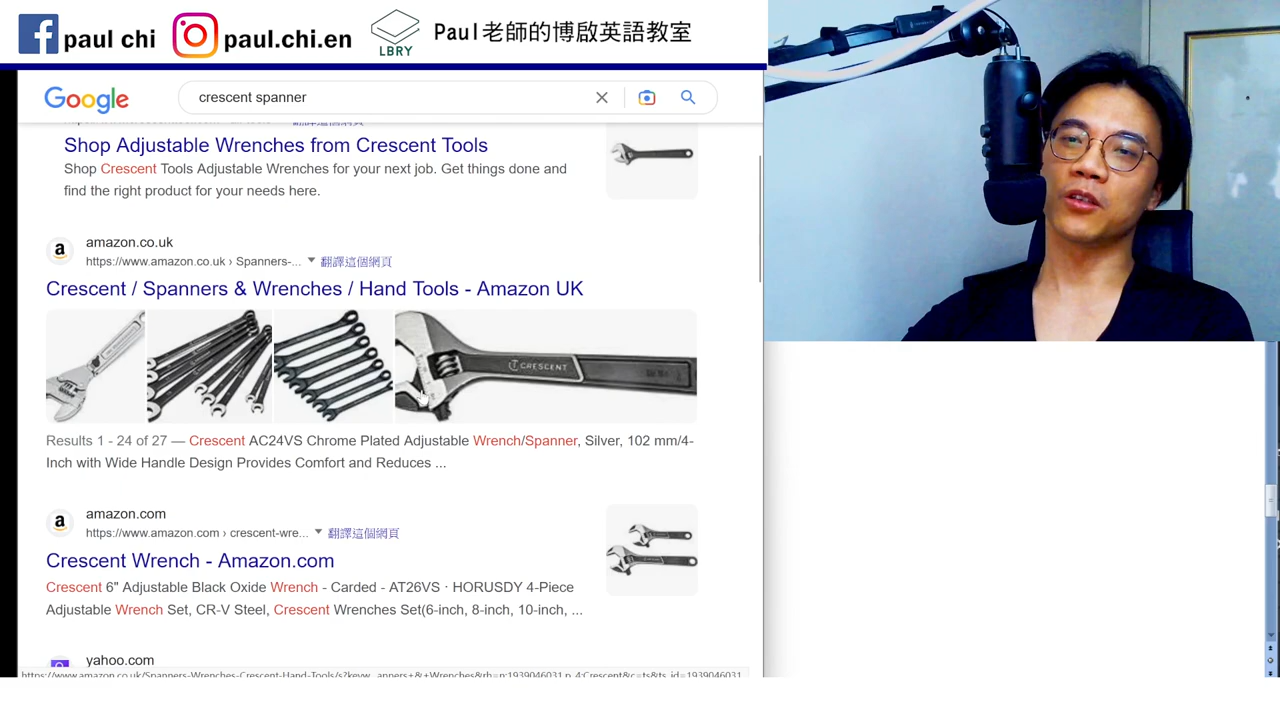 paul chi
paul.chi.en
LBRY
Paul老師的博啟英語教室
Google
crescent spanner
翻譯這個網頁
Shop Adjustable Wrenches from Crescent Tools
Shop Crescent Tools Adjustable Wrenches for your next job. Get things done and
find the right product for your needs here.
a
amazon.co.uk
https://www.amazon.co.uk › Spanners-... 翻譯這個網頁
Crescent / Spanners & Wrenches / Hand Tools - Amazon UK
CRESCENT
Results 1 - 24 of 27 — Crescent AC24VS Chrome Plated Adjustable Wrench/Spanner, Silver, 102 mm/4-
Inch with Wide Handle Design Provides Comfort and Reduces ...
a
amazon.com
https://www.amazon.com › crescent-wre... 翻譯這個網頁
Crescent Wrench - Amazon.com
Crescent 6" Adjustable Black Oxide Wrench - Carded - AT26VS · HORUSDY 4-Piece
Adjustable Wrench Set, CR-V Steel, Crescent Wrenches Set(6-inch, 8-inch, 10-inch, ...
yahoo.com